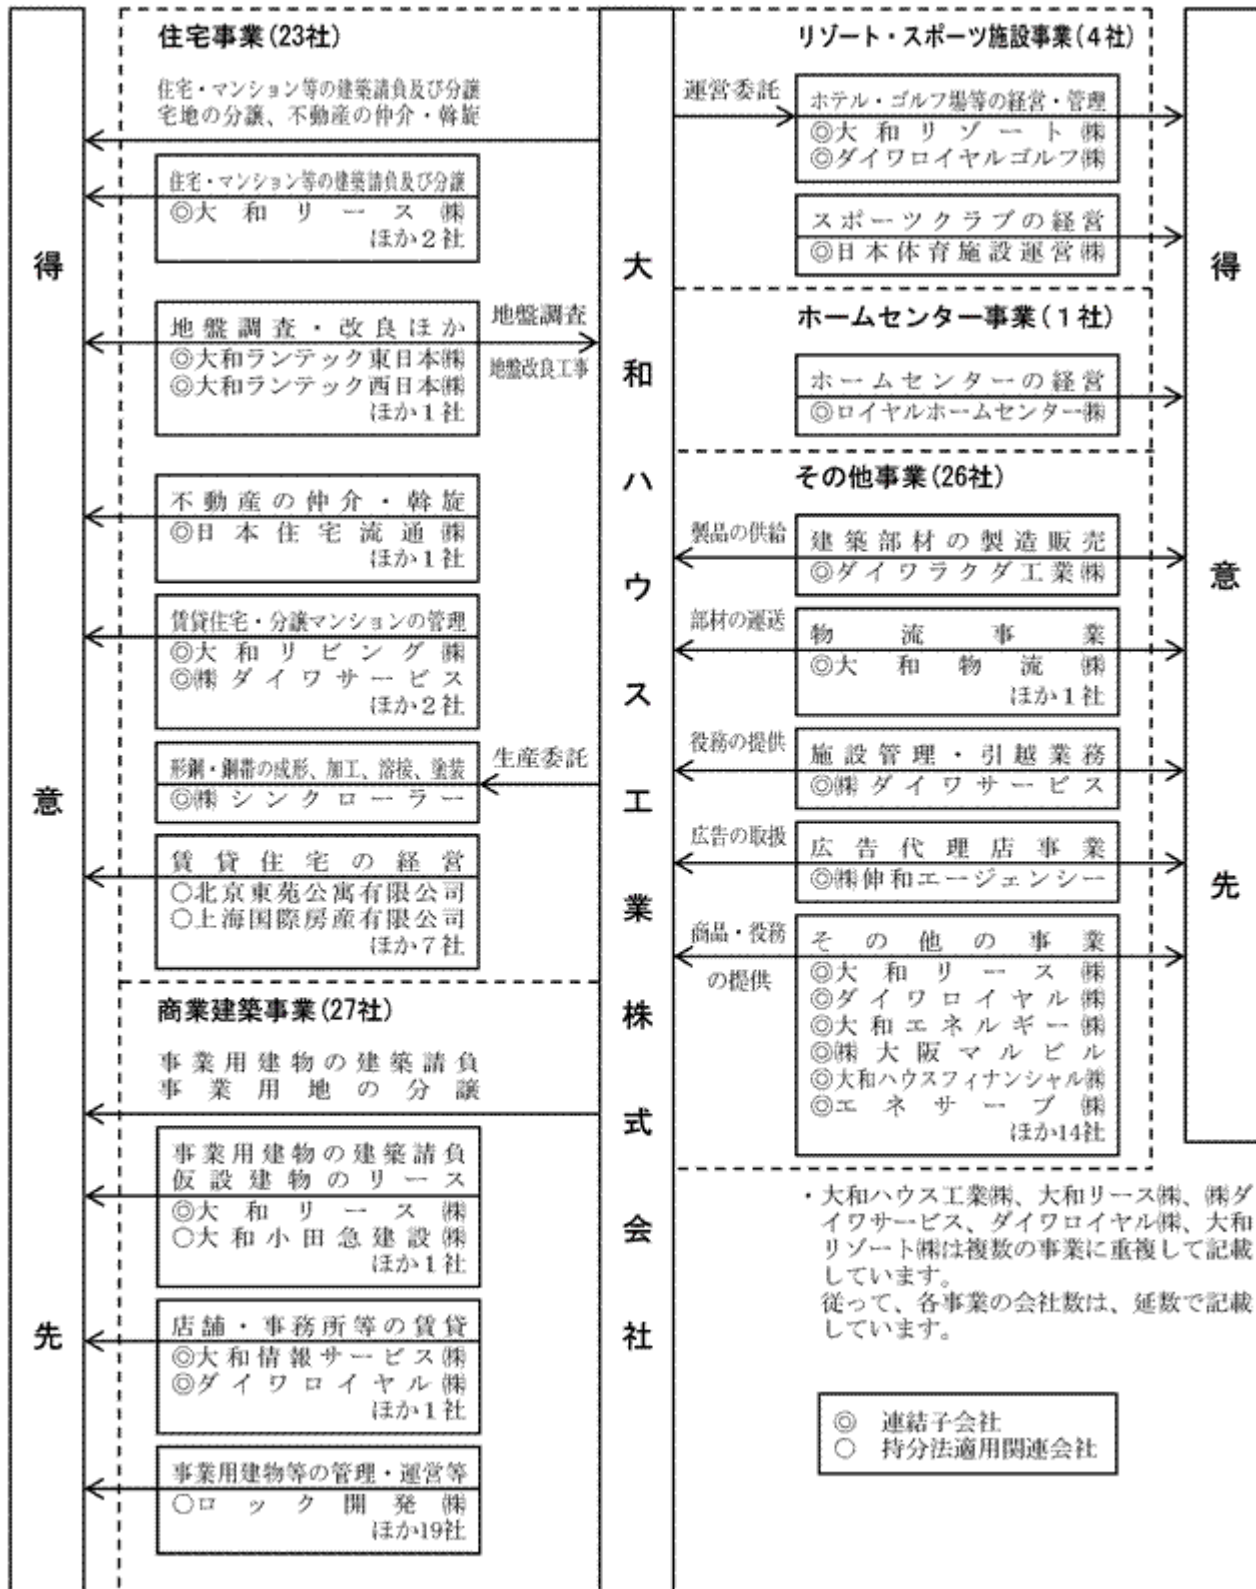 得意先
住宅事業(23社)
住宅・マンション等の建築請負及び分譲
宅地の分譲、不動産の仲介・斡旋
住宅・マンション等の建築請負及び分譲
◎大和リース㈱
ほか2社
地盤調査・改良ほか
◎大和ランテック東日本㈱
◎大和ランテック西日本㈱
ほか1社
地盤調査
地盤改良工事
不動産の仲介・斡旋
◎日本住宅流通㈱
ほか1社
賃貸住宅・分譲マンションの管理
◎大和リビング㈱
◎㈱ダイワサービス
ほか2社
形鋼・鋼帯の成形、加工、溶接、塗装
◎㈱シンクローラー
生産委託
賃貸住宅の経営
○北京東苑公寓有限公司
○上海国際房産有限公司
ほか7社
商業建築事業(27社)
事業用建物の建築請負
事業用地の分譲
事業用建物の建築請負
仮設建物のリース
◎大和リース㈱
○大和小田急建設㈱
ほか1社
店舗・事務所等の賃貸
◎大和情報サービス㈱
◎ダイワロイヤル㈱
ほか1社
事業用建物等の管理・運営等
○ロック開発㈱
ほか19社
大和ハウス工業株式会社
リゾート・スポーツ施設事業(4社)
運営委託
ホテル・ゴルフ場等の経営・管理
◎大和リゾート㈱
◎ダイワロイヤルゴルフ㈱
スポーツクラブの経営
◎日本体育施設運営㈱
ホームセンター事業(1社)
ホームセンターの経営
◎ロイヤルホームセンター㈱
その他事業(26社)
製品の供給
建築部材の製造販売
◎ダイワラクダ工業㈱
部材の運送
物流事業
◎大和物流㈱
ほか1社
役務の提供
施設管理・引越業務
◎㈱ダイワサービス
広告の取扱
広告代理店事業
◎㈱伸和エージェンシー
商品・役務
の提供
その他の事業
◎大和リース㈱
◎ダイワロイヤル㈱
◎大和エネルギー㈱
◎㈱大阪マルビル
◎大和ハウスフィナンシャル㈱
◎エネサーブ㈱
ほか14社
得意先
・大和ハウス工業㈱、大和リース㈱、㈱ダ
イワサービス、ダイワロイヤル㈱、大和
リゾート㈱は複数の事業に重複して記載
しています。
従って、各事業の会社数は、延数で記載
しています。
◎ 連結子会社
○ 持分法適用関連会社